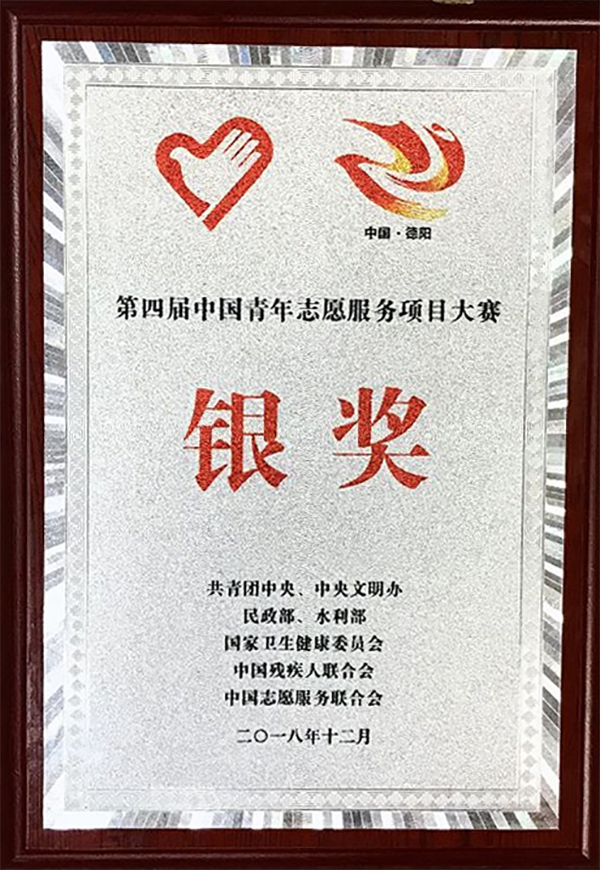 中国·德阳
第四届中国青年志愿服务项目大赛
银奖
共青团中央、中央文明办
民政部、水利部
国家卫生健康委员会
中国残疾人联合会
中国志愿服务联合会
二〇一八年十二月